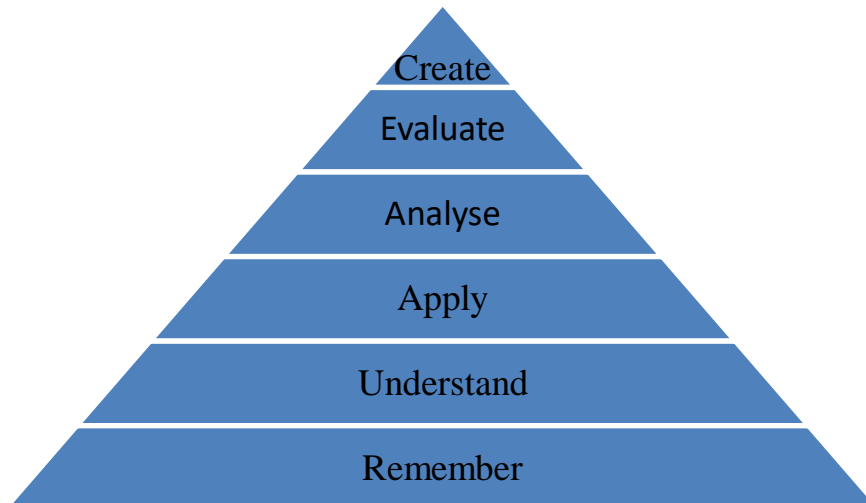 Create
Evaluate
Analyse
Apply
Understand
Remember